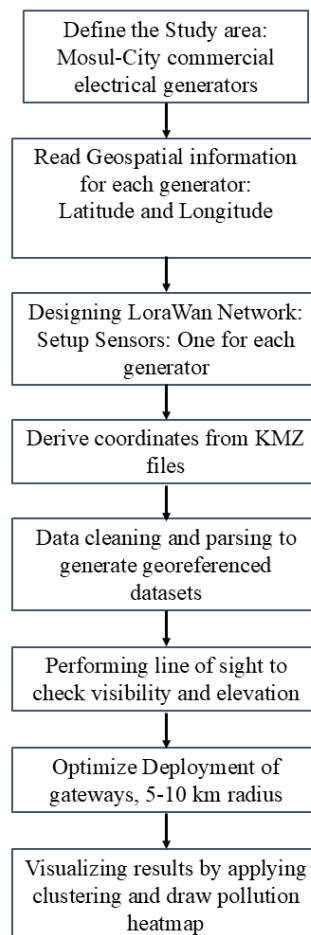 Define the Study area:
Mosul-City commercial
electrical generators
Read Geospatial information
for each generator:
Latitude and Longitude
Designing LoraWan Network:
Setup Sensors: One for each
generator
Derive coordinates from KMZ
files
Data cleaning and parsing to
generate georeferenced
datasets
Performing line of sight to
check visibility and elevation
Optimize Deployment of
gateways, 5-10 km radius
Visualizing results by applying
clustering and draw pollution
heatmap